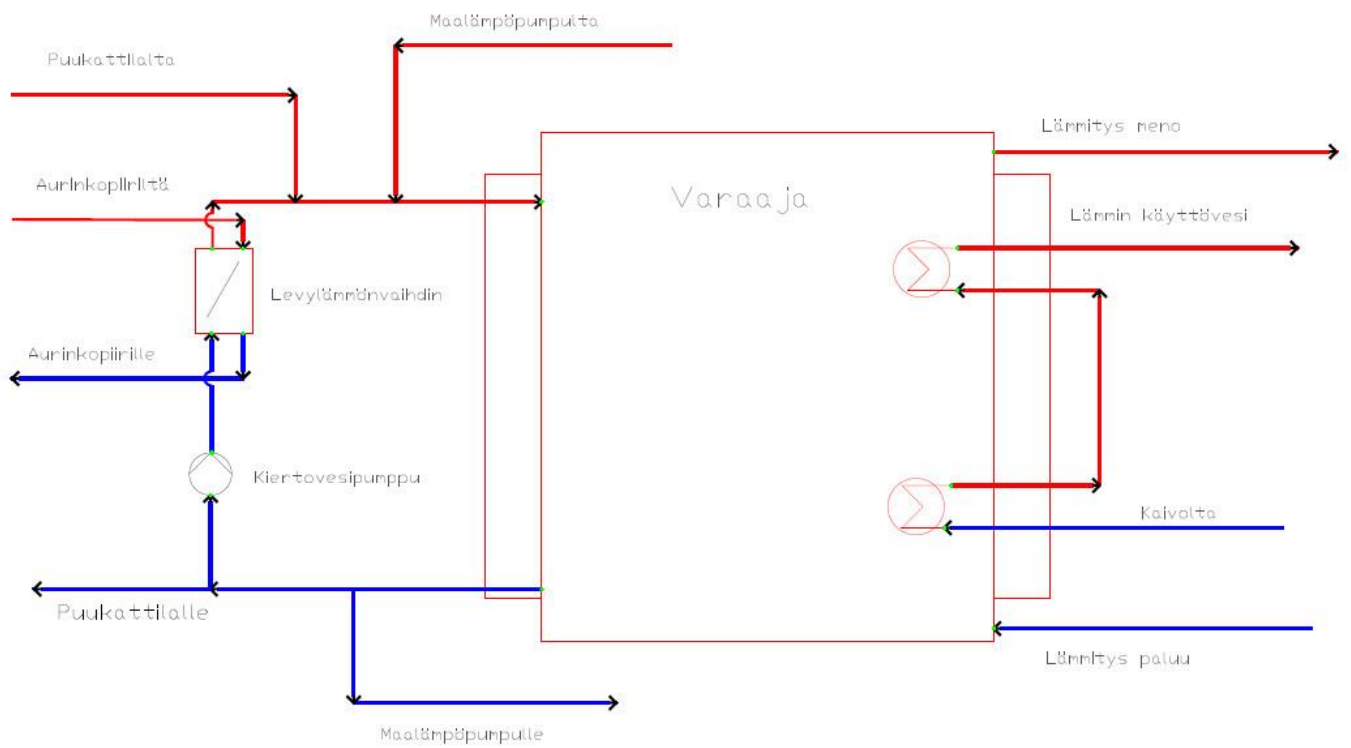 Maalämpöpumpulta
Puukattilalta
Lämmitys meno
Aurinkopiiriltä
Varaaja
Lämmin käyttövesi
Levylämmönvaihdin
Aurinkopiirille
Kiertovesipumppu
Kaivolta
Puukattilalle
Lämmitys paluu
Maalämpöpumpulle